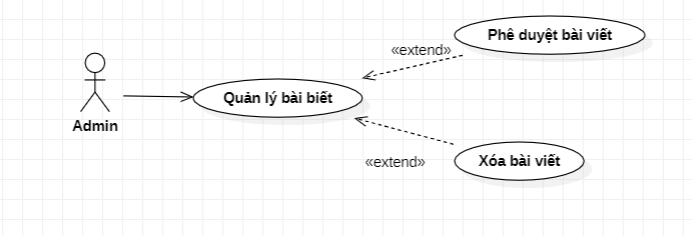 Phê duyệt bài viết
«extend»
Quản lý bài biết
Admin
«extend»
Xóa bài viết